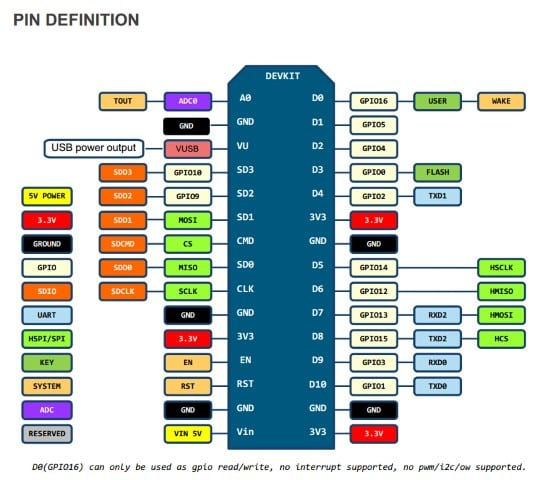 PIN DEFINITION
DEVKIT
TOUT ADC0 A0 D0 GPIO16 USER WAKE
GND GND D1 GPIO5
USB power output VUSB VU D2 GPIO4
SDD3 GPIO10 SD3 D3 GPIO0 FLASH
5V POWER SDD2 GPIO9 SD2 D4 GPIO2 TXD1
3.3V SDD1 MOSI SD1 3V3 3.3V
GROUND SDCMD CS CMD GND GND
GPIO SDD0 MISO SD0 D5 GPIO14 HSCLK
SDIO SDCLK SCLK CLK D6 GPIO12 HMISO
UART GND GND D7 GPIO13 RXD2 HMOSI
HSPI/SPI 3.3V 3V3 D8 GPIO15 TXD2 HCS
KEY EN EN D9 GPIO3 RXD0
SYSTEM RST RST D10 GPIO1 TXD0
ADC GND GND GND GND
RESERVED VIN 5V Vin 3V3 3.3V
D0(GPIO16) can only be used as gpio read/write, no interrupt supported, no pwm/i2c/ow supported.